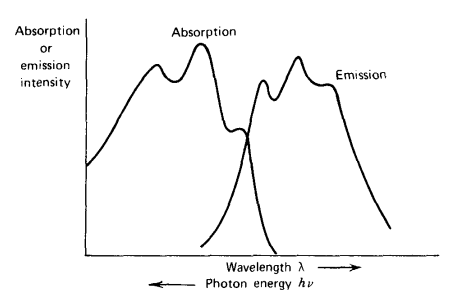 Absorption
or
emission
intensity
Absorption
Emission
Wavelength λ
Photon energy hν